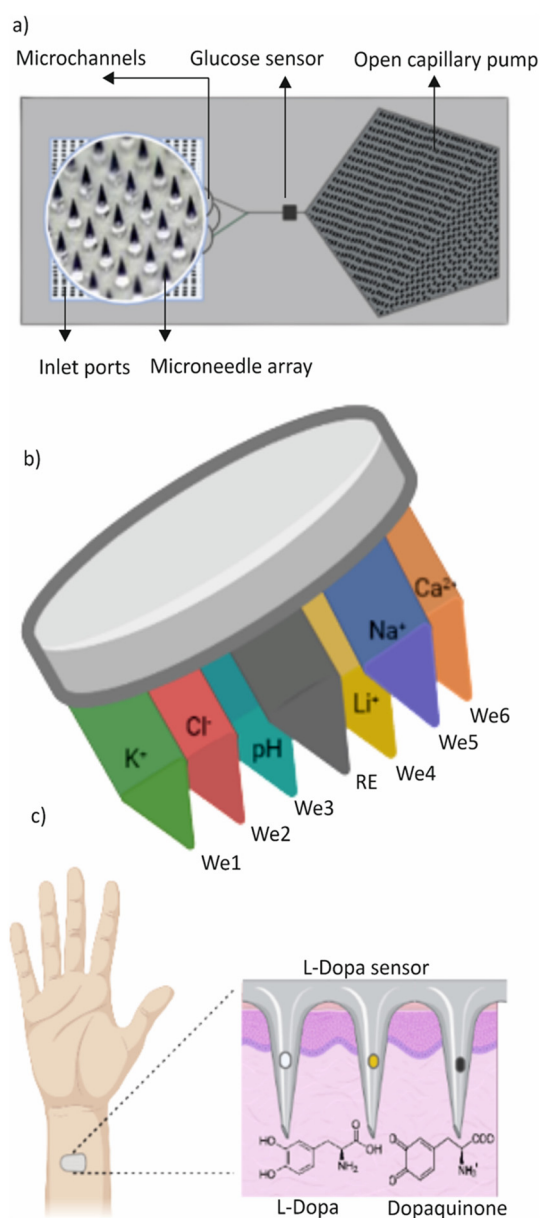 a)
Microchannels Glucose sensor Open capillary pump
Inlet ports Microneedle array
b)
K⁺ Cl⁻ pH Li⁺ Na⁺ Ca²⁺
We1 We2 We3 RE We4 We5 We6
c)
L-Dopa sensor
HO HO O OH NH₂
O O COO NH₃⁺
L-Dopa Dopaquinone